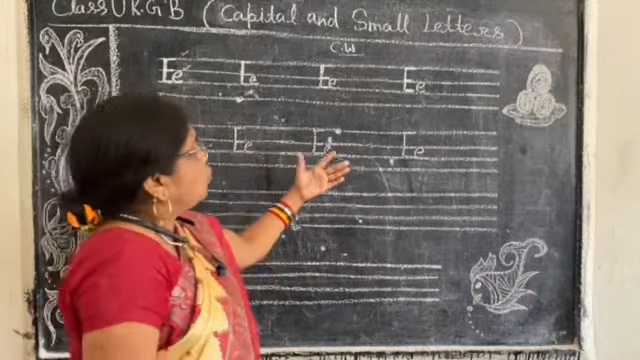 Class U.K.G B (Capital and Small Letters)
C.W
Ee Ee Ee Ee
Ee Ee Ee